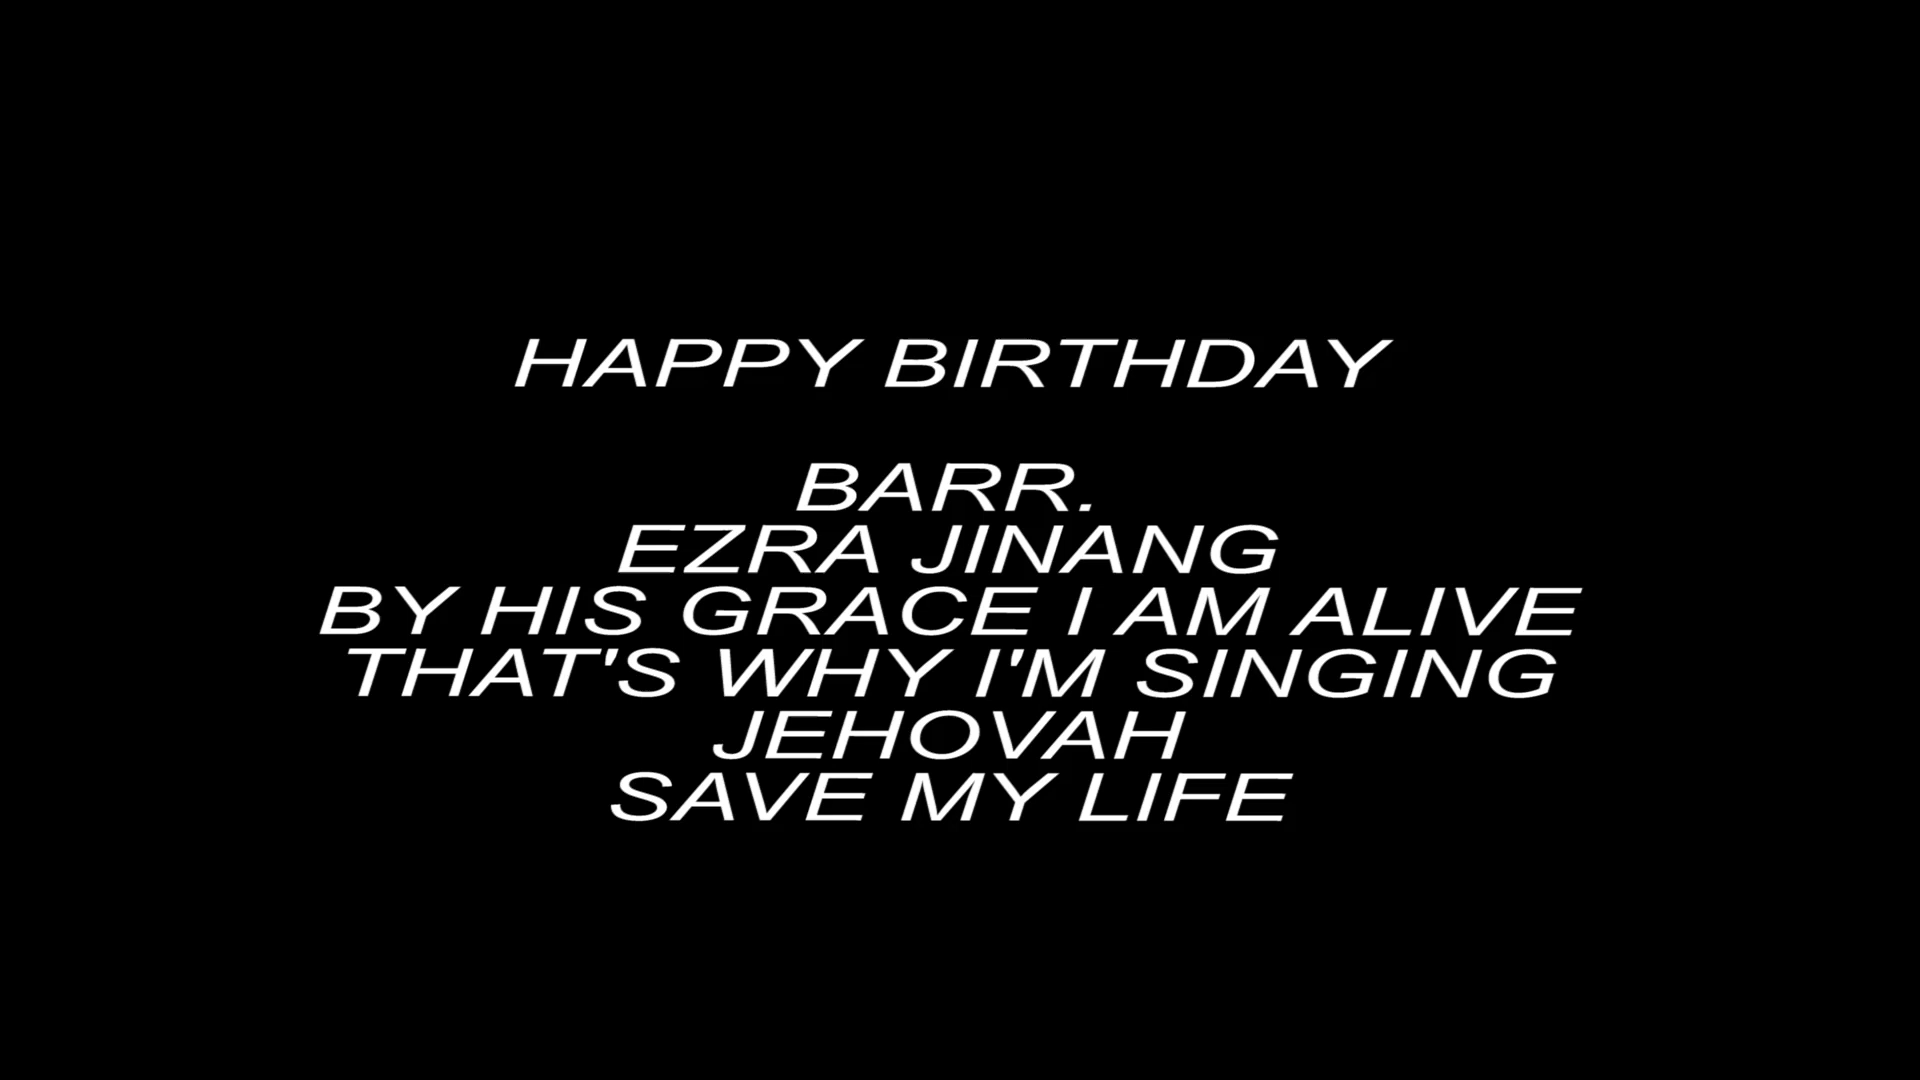 HAPPY BIRTHDAY
BARR.
EZRA JINANG
BY HIS GRACE I AM ALIVE
THAT'S WHY I'M SINGING
JEHOVAH
SAVE MY LIFE